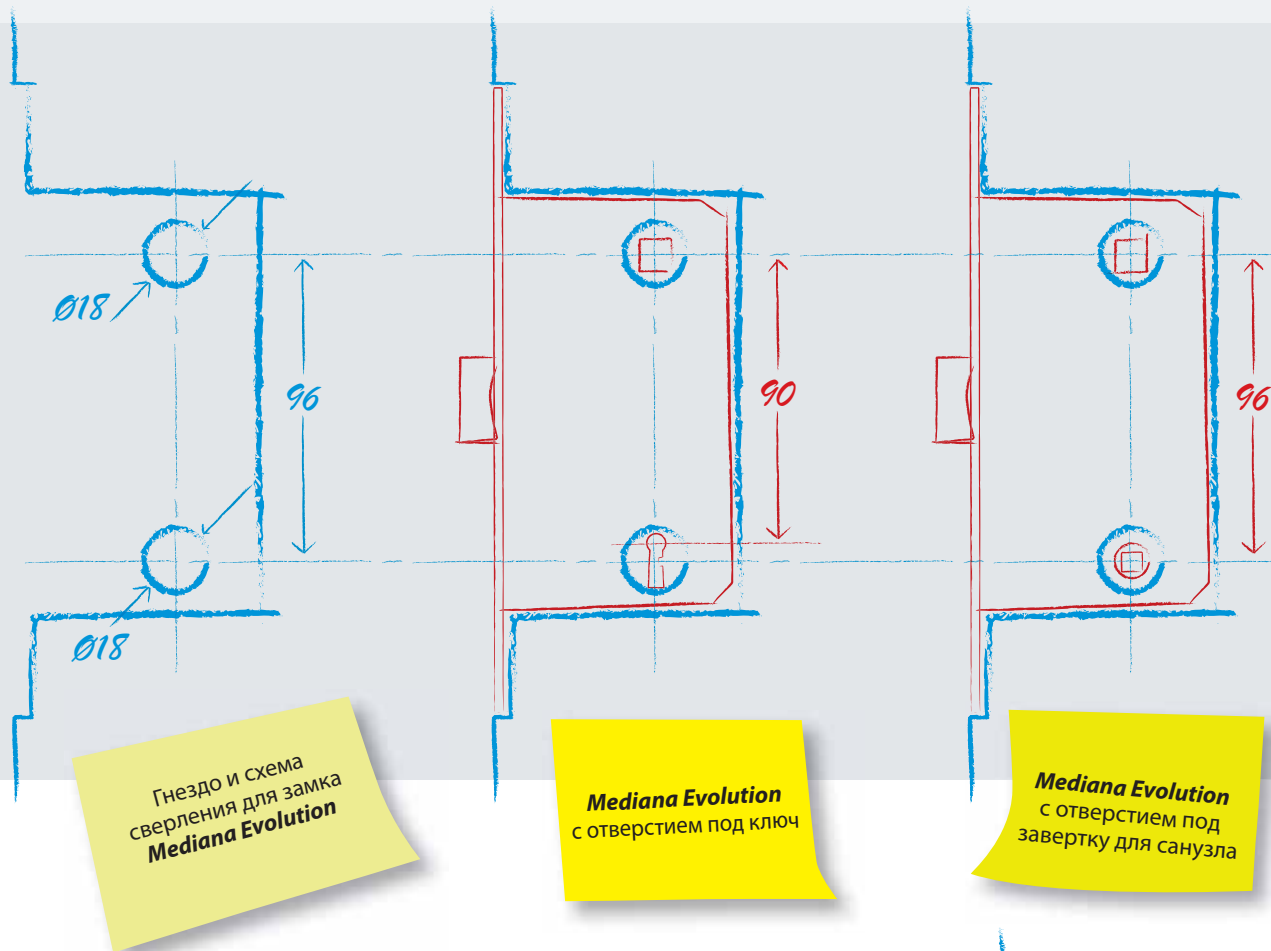 Ø18
96
Ø18
90
96
Гнездо и схема
сверления для замка
Mediana Evolution
Mediana Evolution
с отверстием под ключ
Mediana Evolution
с отверстием под
завертку для санузла